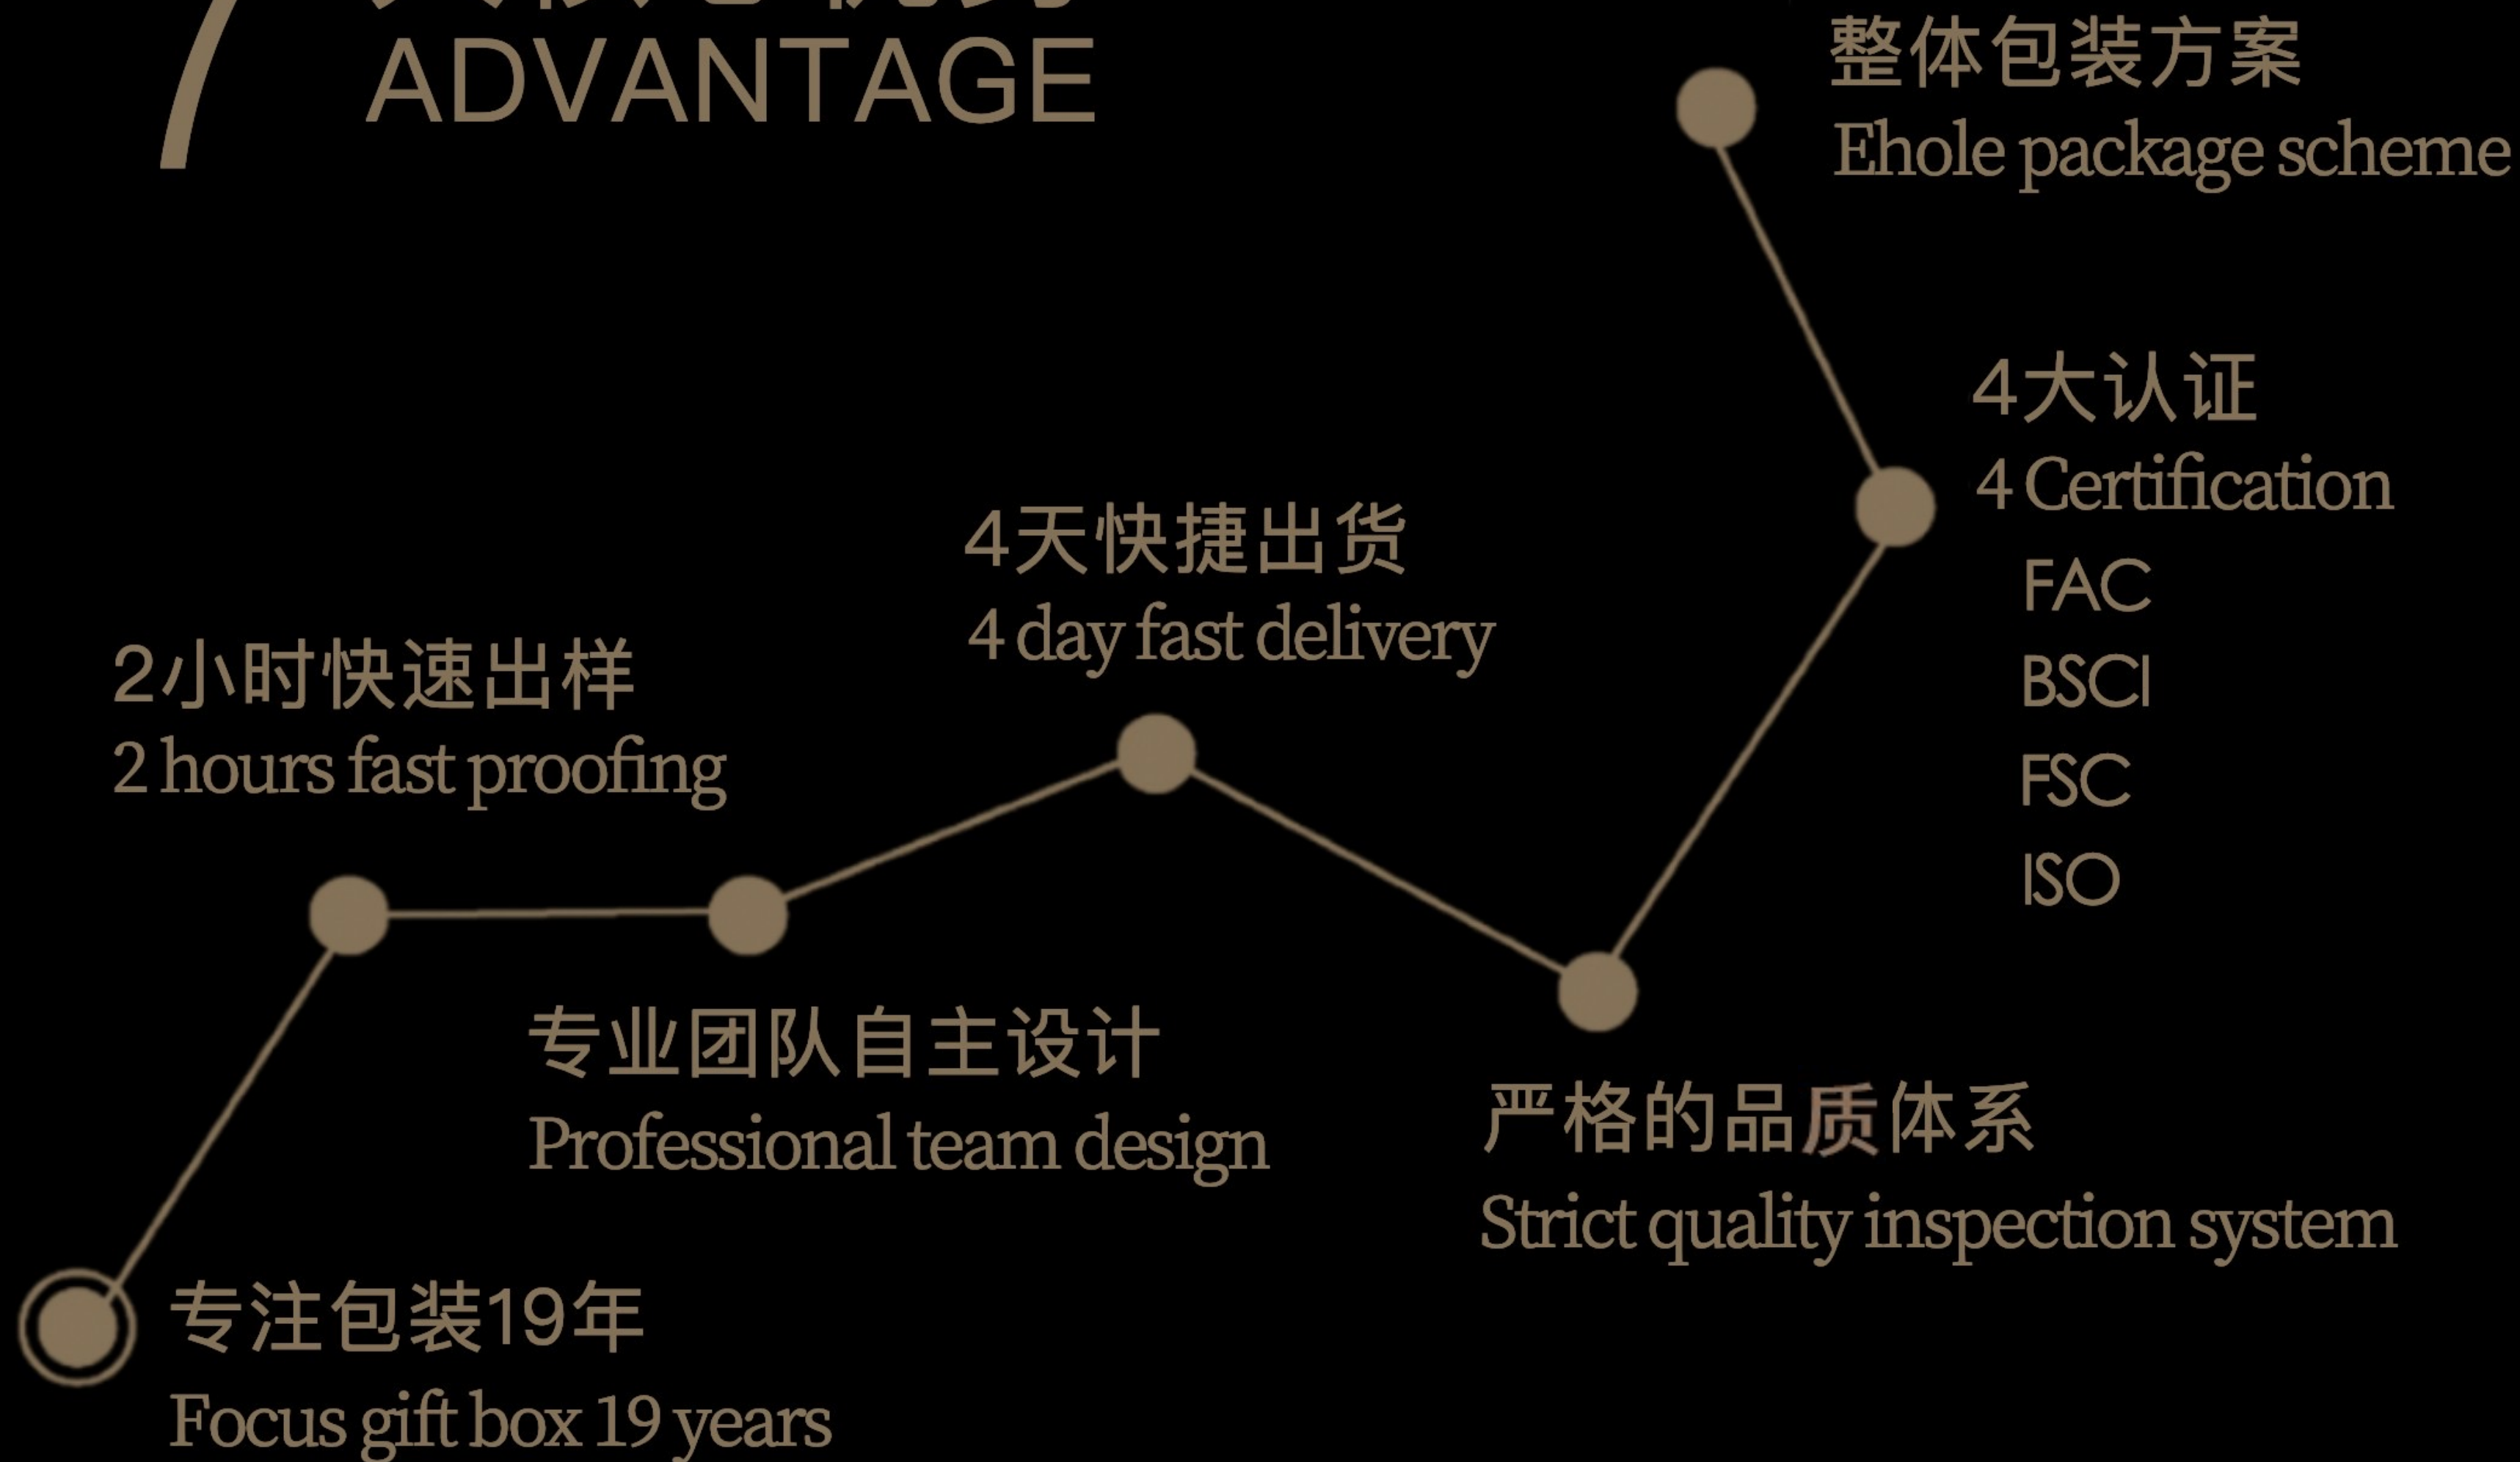 7
ADVANTAGE
整体包装方案
Ehole package scheme
4大认证
4 Certification
FAC
BSCI
FSC
ISO
4天快捷出货
4 day fast delivery
2小时快速出样
2 hours fast proofing
专业团队自主设计
Professional team design
严格的品质体系
Strict quality inspection system
专注包装19年
Focus gift box 19 years